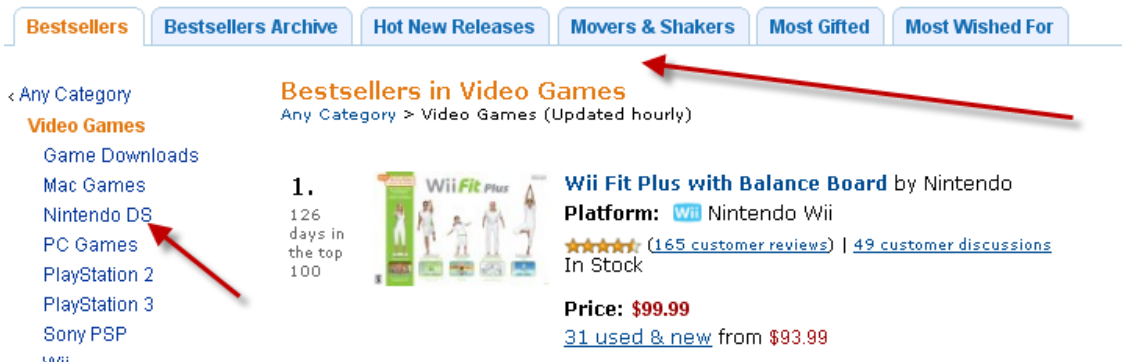 Bestsellers
Bestsellers Archive
Hot New Releases
Movers & Shakers
Most Gifted
Most Wished For
‹ Any Category
Video Games
Game Downloads
Mac Games
Nintendo DS
PC Games
PlayStation 2
PlayStation 3
Sony PSP
Wii
Bestsellers in Video Games
Any Category > Video Games (Updated hourly)
1.
126
days in
the top
100
WiiFit Plus
Wii Fit Plus with Balance Board by Nintendo
Platform: Wii Nintendo Wii
(165 customer reviews) | 49 customer discussions
In Stock
Price: $99.99
31 used & new from $93.99